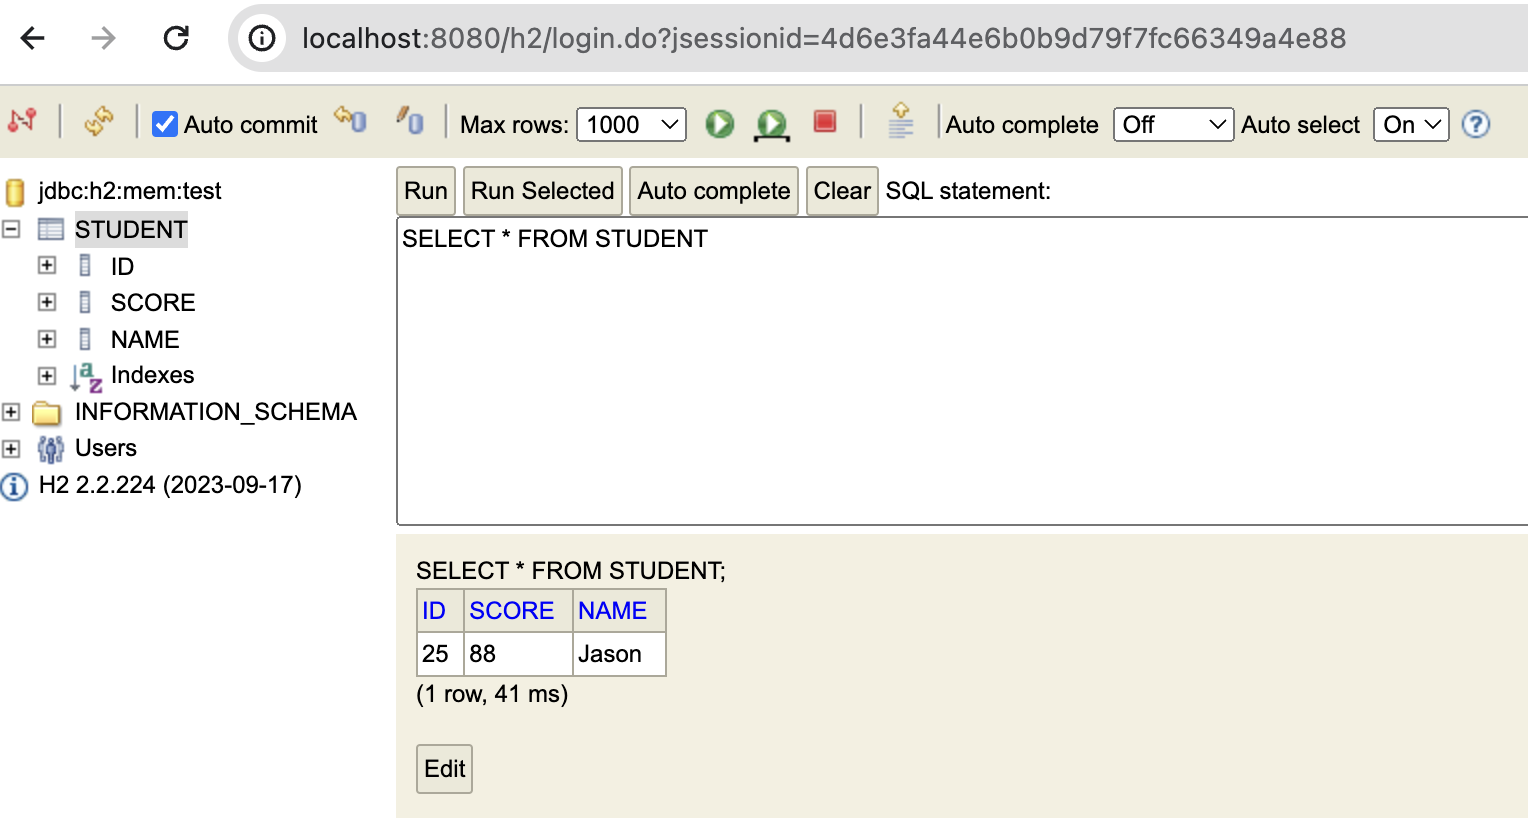 localhost:8080/h2/login.do?jsessionid=4d6e3fa44e6b0b9d79f7fc66349a4e88
Auto commit Max rows: 1000 Auto complete Off Auto select On ?
jdbc:h2:mem:test
STUDENT
ID
SCORE
NAME
Indexes
INFORMATION_SCHEMA
Users
H2 2.2.224 (2023-09-17)
Run Run Selected Auto complete Clear SQL statement:
SELECT * FROM STUDENT
SELECT * FROM STUDENT;
ID SCORE NAME
25 88 Jason
(1 row, 41 ms)
Edit